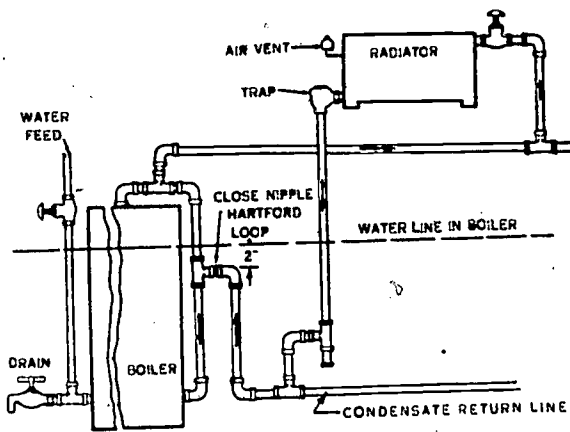 AIR VENT
RADIATOR
TRAP
WATER
FEED
CLOSE NIPPLE
HARTFORD
LOOP
2"
WATER LINE IN BOILER
DRAIN
BOILER
CONDENSATE RETURN LINE